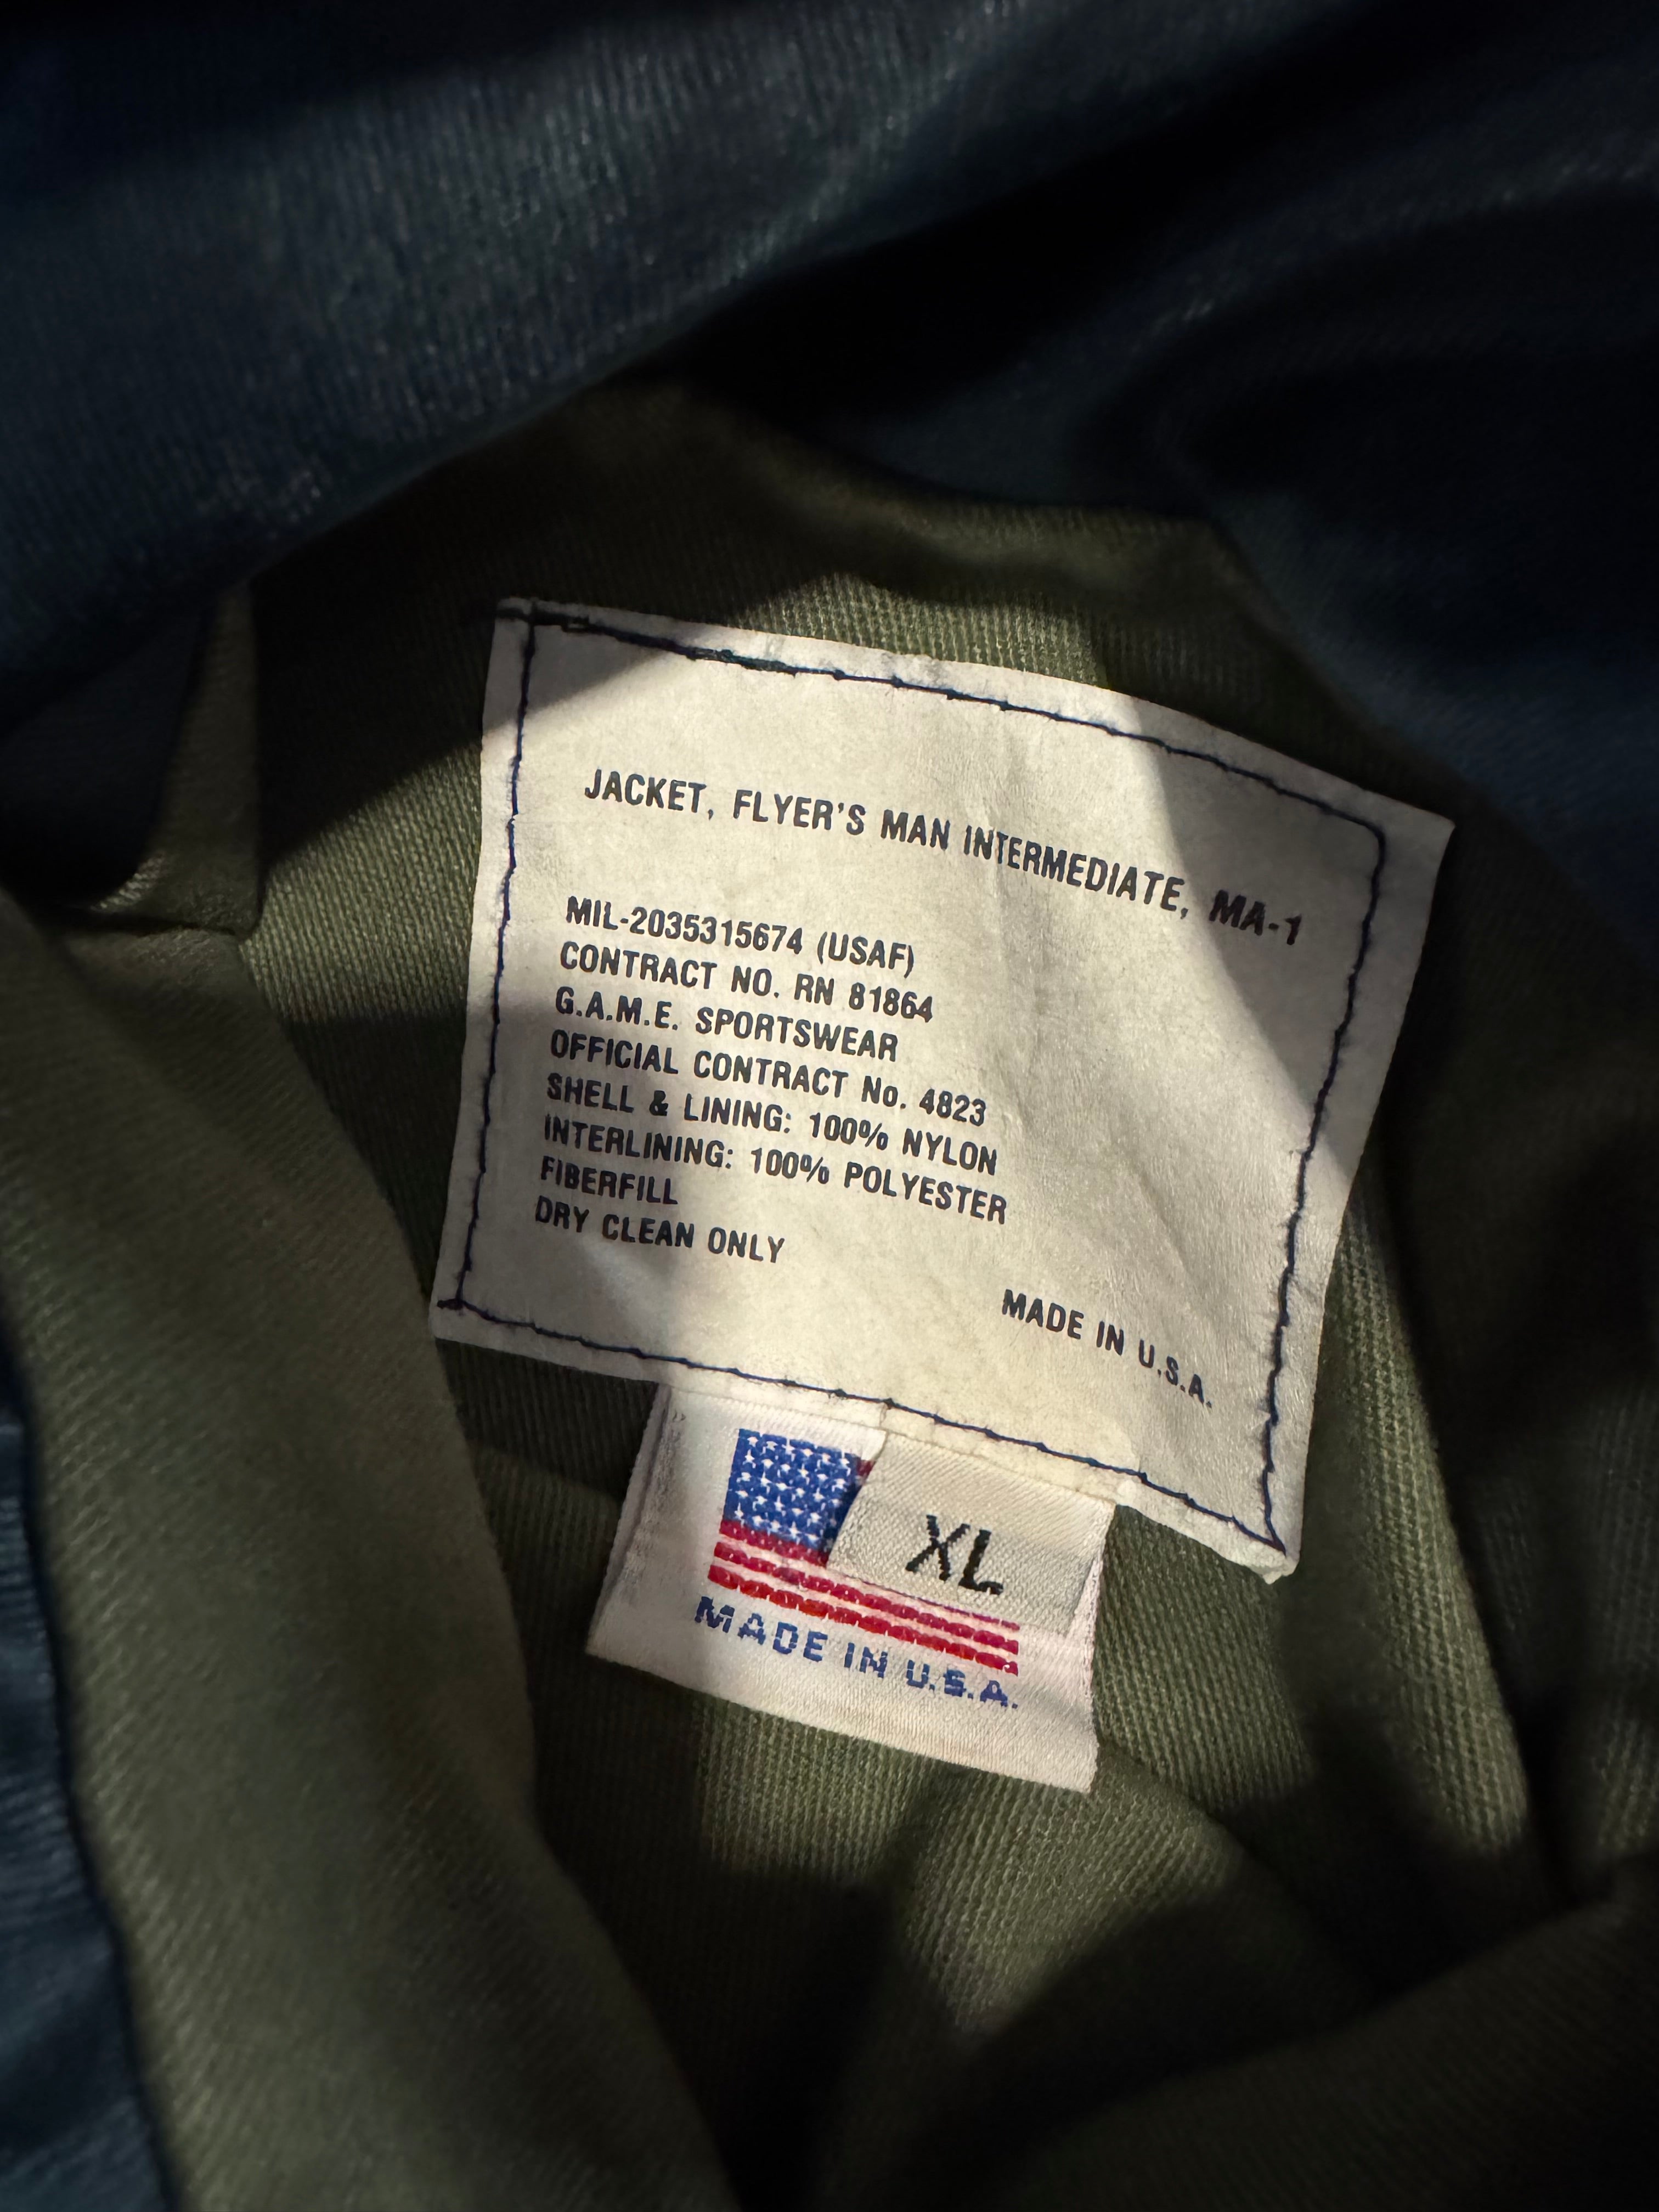 JACKET, FLYER'S MAN INTERMEDIATE, MA-1
MIL-2035315674 (USAF)
CONTRACT NO. RN 81864
G.A.M.E. SPORTSWEAR
OFFICIAL CONTRACT No. 4823
SHELL & LINING: 100% NYLON
INTERLINING: 100% POLYESTER
FIBERFILL
DRY CLEAN ONLY
MADE IN U.S.A.
XL
MADE IN U.S.A.